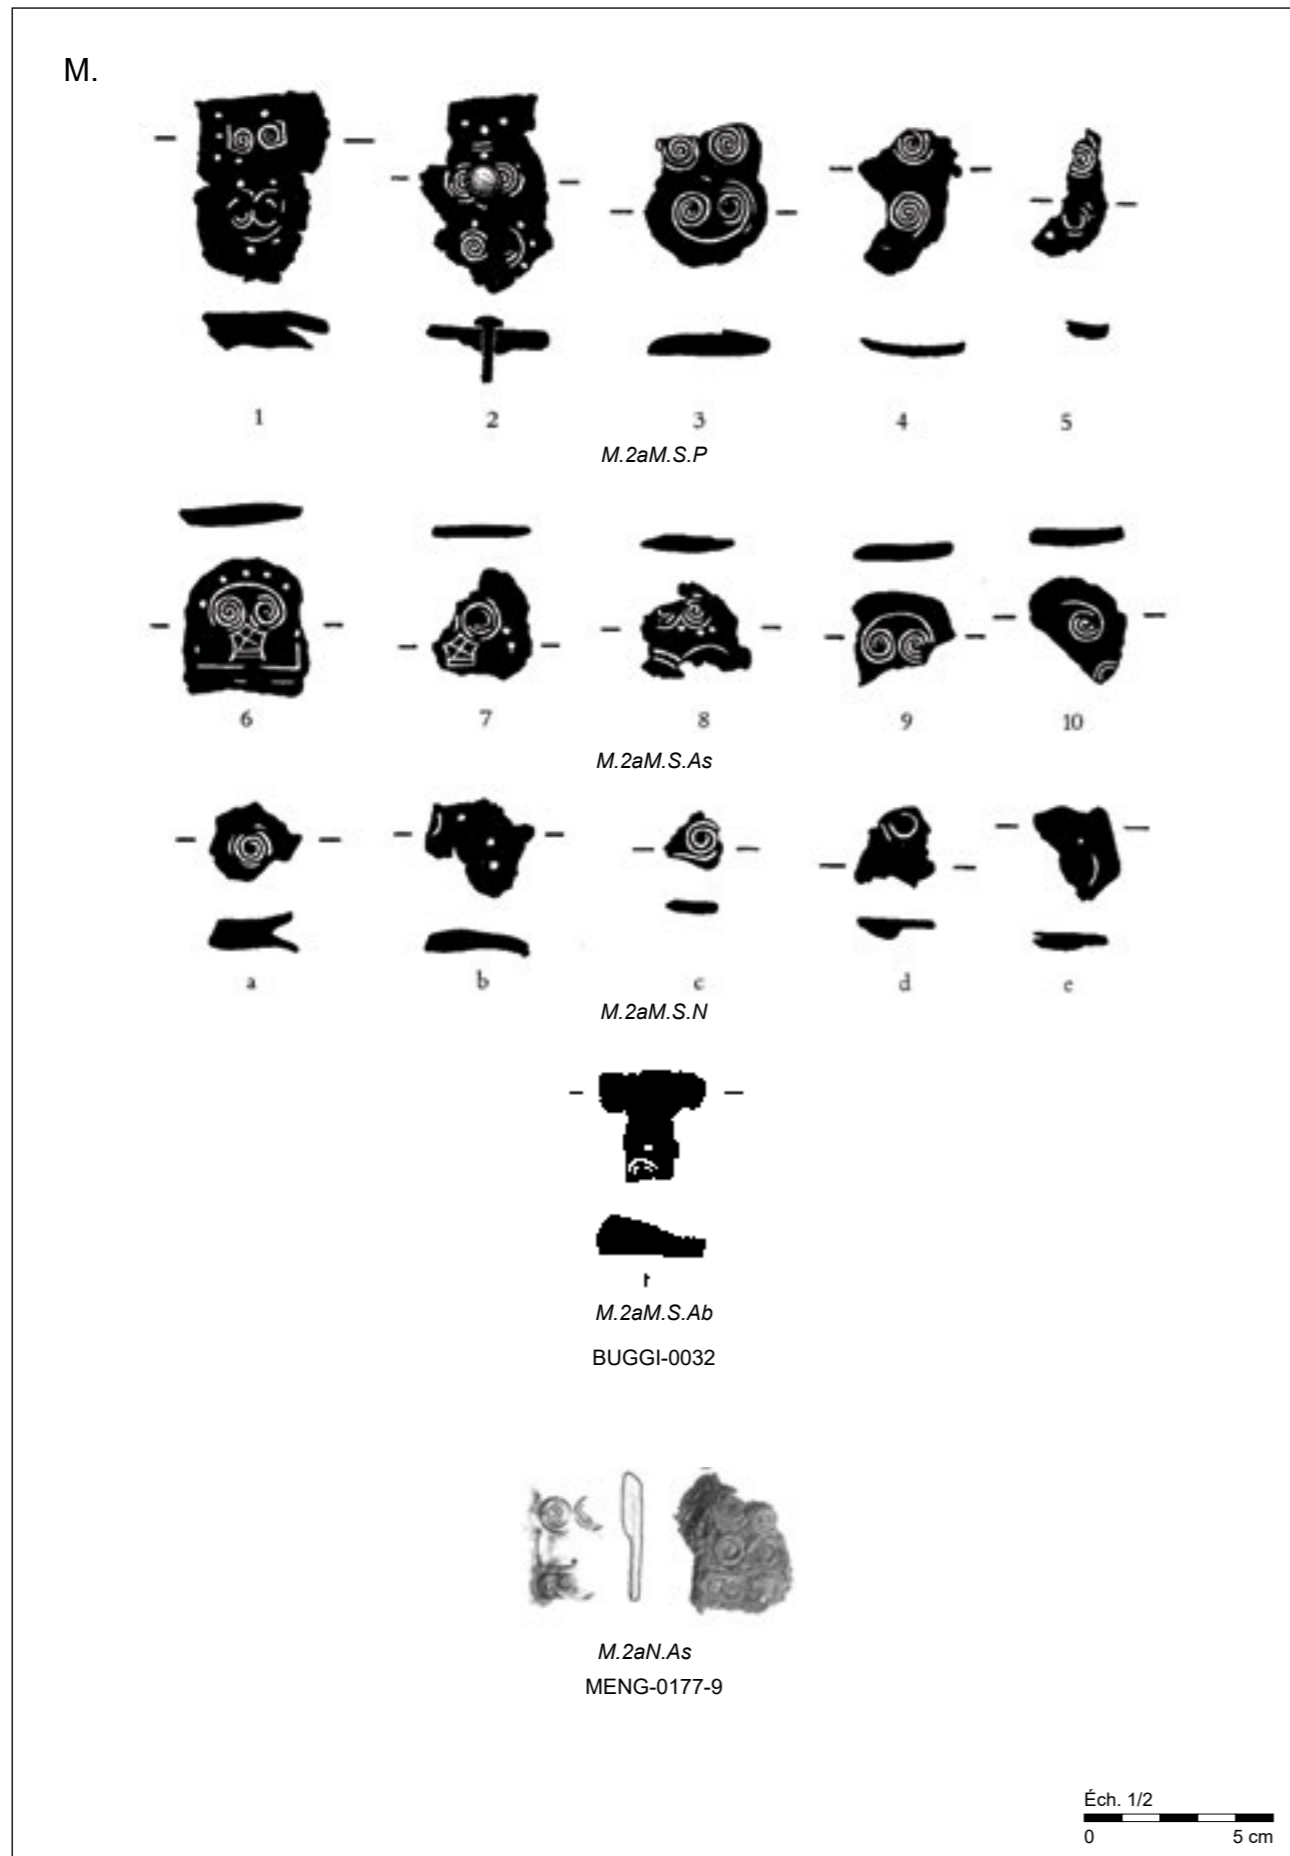 M.
1 2 3 4 5
M.2aM.S.P
6 7 8 9 10
M.2aM.S.As
a b c d e
M.2aM.S.N
1
M.2aM.S.Ab
BUGGI-0032
M.2aN.As
MENG-0177-9
Éch. 1/2
0 5 cm